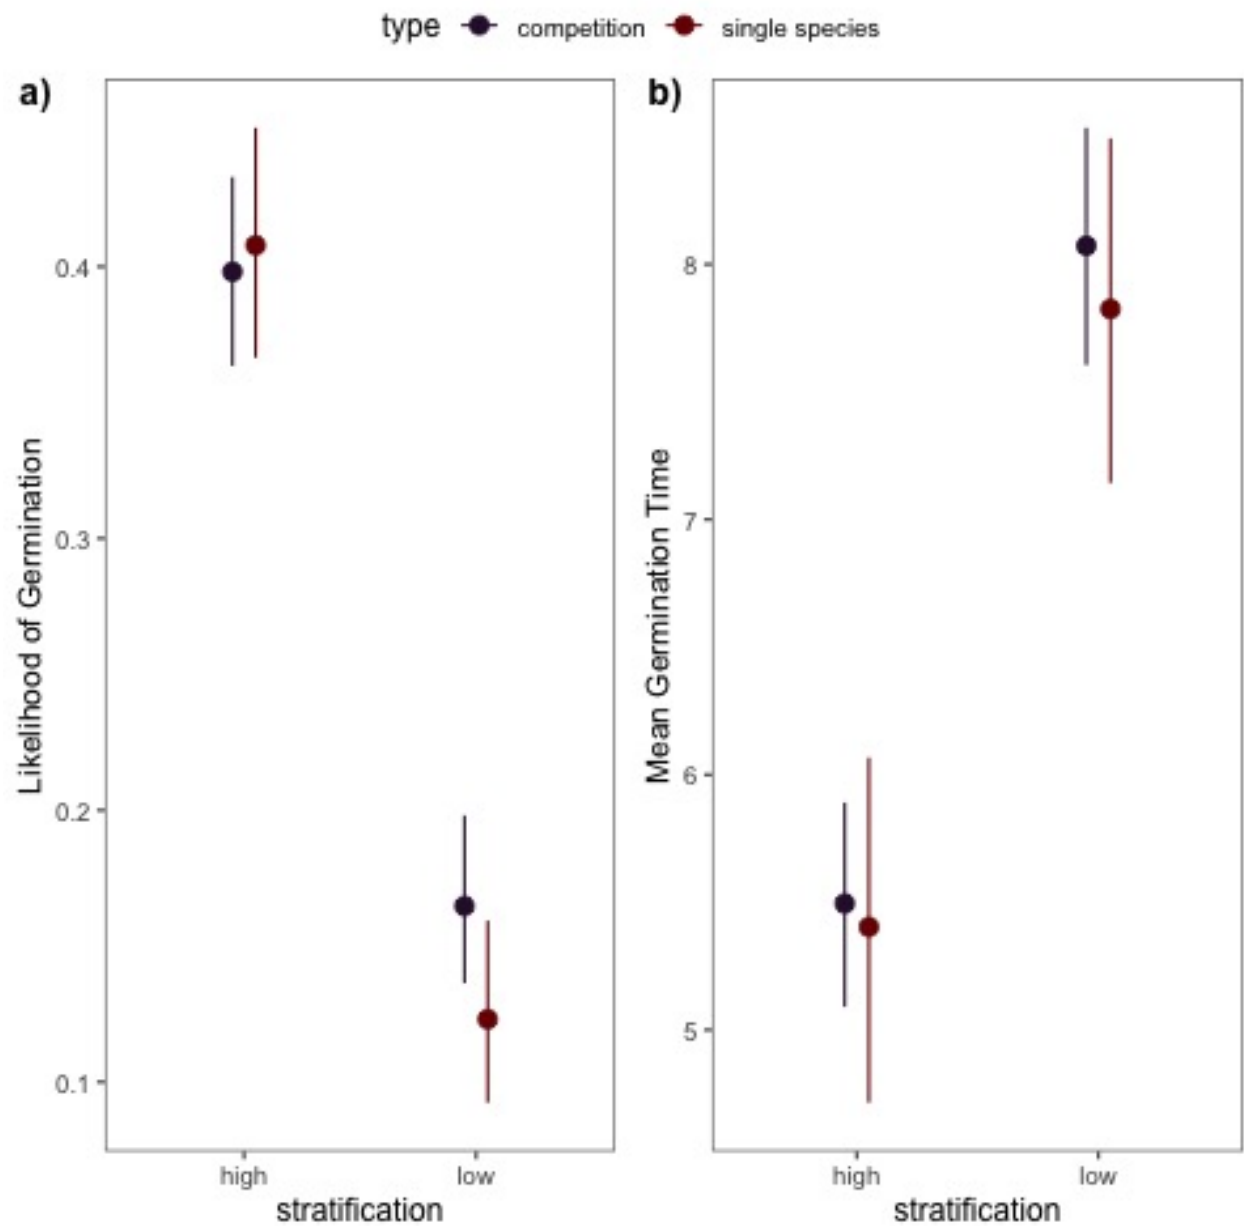 type competition single species
a)
Likelihood of Germination
0.4
0.3
0.2
0.1
high low
stratification
b)
Mean Germination Time
8
7
6
5
high low
stratification